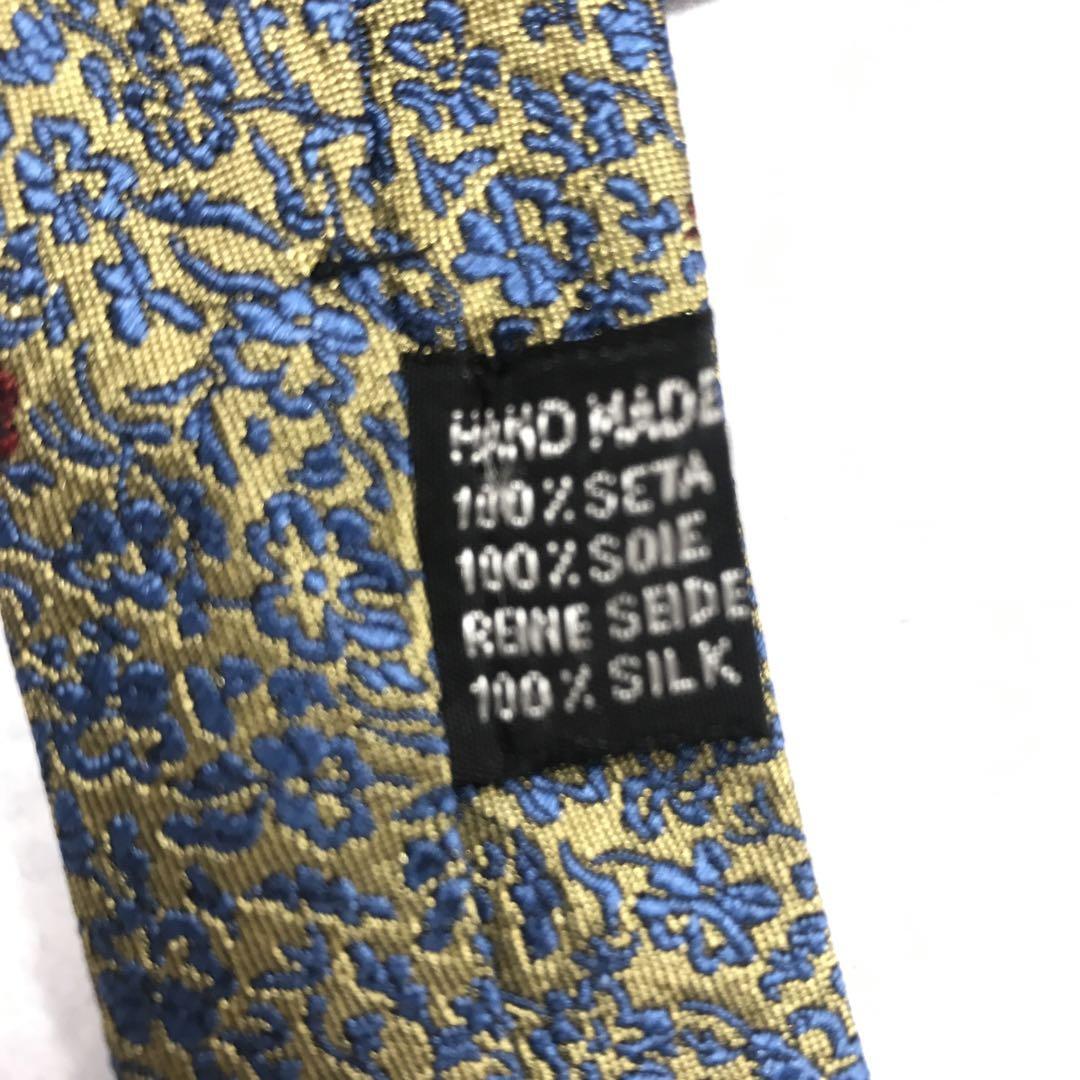 HAND MADE
100% SETA
100% SOIE
REINE SEIDE
100% SILK